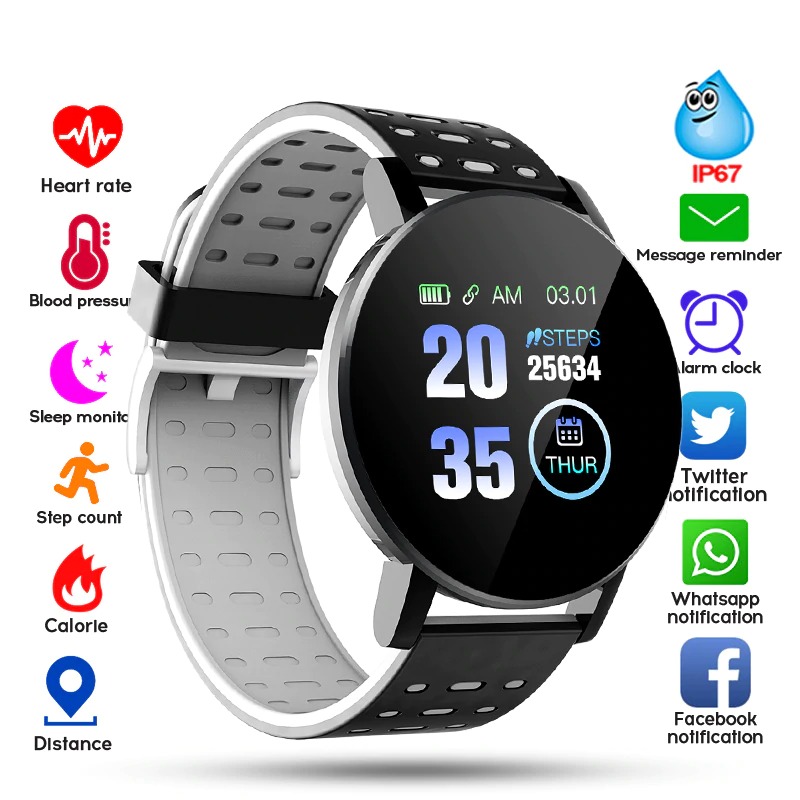 Heart rate
Blood pressu
Sleep monito
Step count
Calorie
Distance
AM 03.01
20
STEPS
25634
35
THUR
IP67
Message reminder
larm clock
Twitter
otification
Whatsapp
notification
Facebook
notification